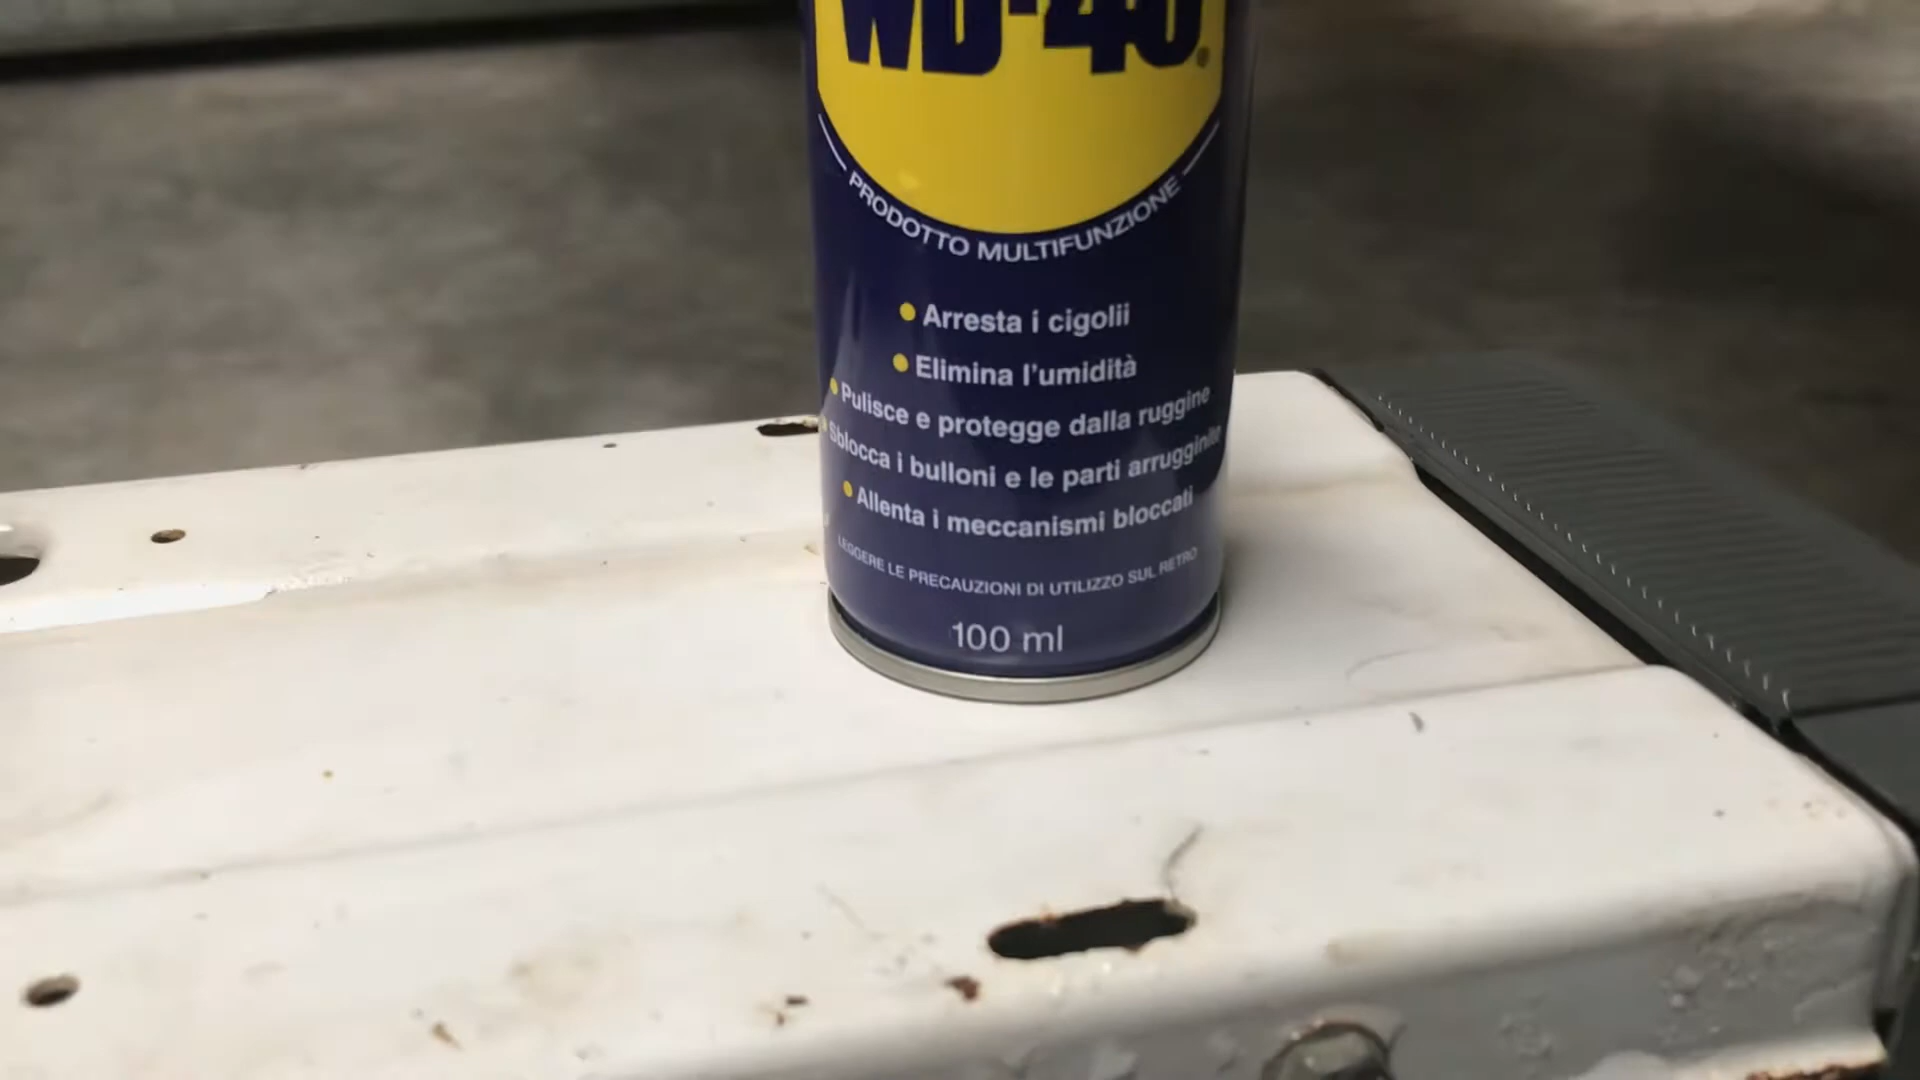 WD-40®
PRODOTTO MULTIFUNZIONE
Arresta i cigolii
Elimina l'umidità
Pulisce e protegge dalla ruggine
Sblocca i bulloni e le parti arrugginite
Allenta i meccanismi bloccati
LEGGERE LE PRECAUZIONI DI UTILIZZO SUL RETRO
100 ml